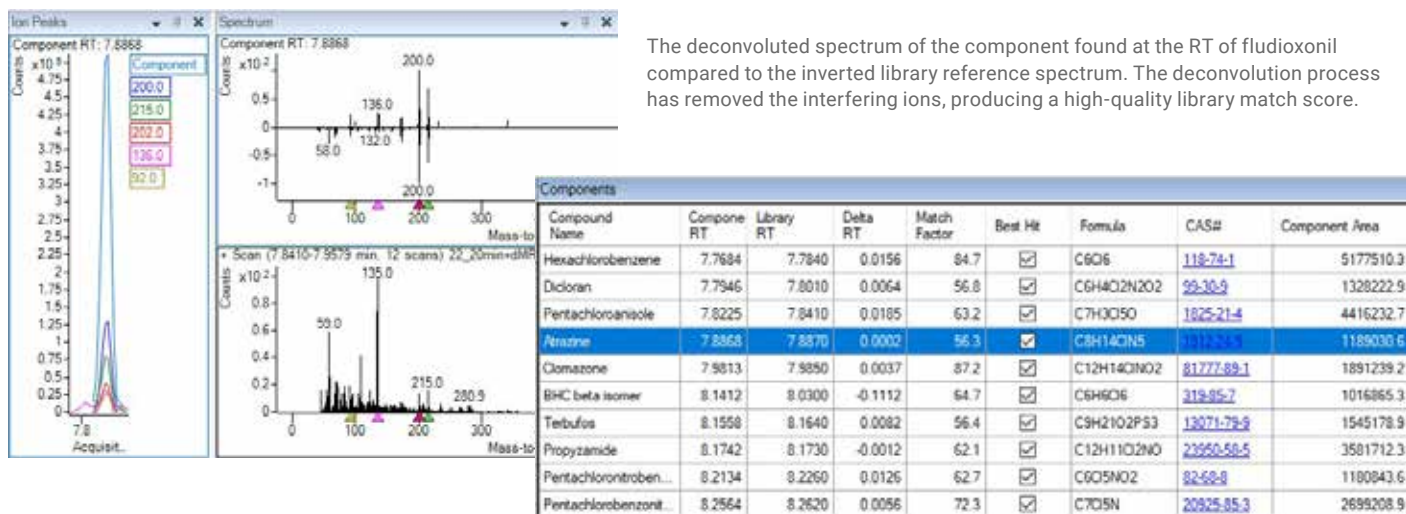 Ion Peaks
Component RT: 7.8868
Counts
x10
4.75
4.5
4.25
4
3.75
3.5
3.25
3
2.75
2.5
2.25
2
1.75
1.5
1.25
1
0.75
0.5
0.25
0
Component
200.0
215.0
202.0
136.0
92.0
7.8
Acquisit...
Spectrum
Component RT: 7.8868
Counts
x10 2
200.0
0.5
136.0
0
58.0
132.0
-0.5
-1
200.0
0 100 200 300
Mass-to
+ Scan (7.8410-7.9579 min, 12 scans) 22_20min+dMR
Counts
x10 2
135.0
0.8
0.6
59.0
0.4
0.2
215.0
280.9
0
0 100 200 300
Mass-to
The deconvoluted spectrum of the component found at the RT of fludioxonil
compared to the inverted library reference spectrum. The deconvolution process
has removed the interfering ions, producing a high-quality library match score.
Components
Compound Name Compone RT Library RT Delta RT Match Factor Best Hit Formula CAS# Component Area
Hexachlorobenzene 7.7684 7.7840 0.0156 84.7 C6Cl6 118-74-1 5177510.3
Dicloran 7.7946 7.8010 0.0064 56.8 C6H4Cl2N2O2 99-30-9 1328222.9
Pentachloroanisole 7.8225 7.8410 0.0185 63.2 C7H3Cl5O 1825-21-4 4416232.7
Atrazine 7.8868 7.8870 0.0002 56.3 C8H14ClN5 1189030.6
Clomazone 7.9813 7.9850 0.0037 87.2 C12H14ClNO2 81777-89-1 1891239.2
BHC beta isomer 8.1412 8.0300 -0.1112 64.7 C6H6Cl6 319-85-7 1016865.3
Terbufos 8.1558 8.1640 0.0082 56.4 C9H21O2PS3 13071-79-9 1545178.9
Propyzamide 8.1742 8.1730 -0.0012 62.1 C12H11Cl2NO 23950-58-5 3581712.3
Pentachloronitroben... 8.2134 8.2260 0.0126 62.7 C6Cl5NO2 82-68-8 1180843.6
Pentachlorobenzonit... 8.2564 8.2620 0.0056 72.3 C7Cl5N 20925-85-3 2699208.9